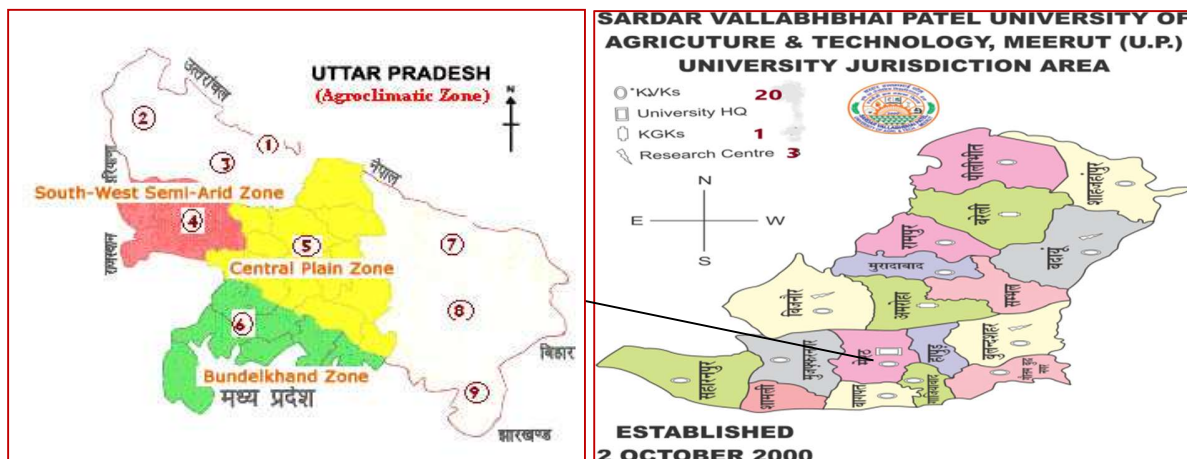 उत्तरांचल
UTTAR PRADESH
(Agroclimatic Zone)
N
2
1
3
हरियाणा
नेपाल
South-West Semi-Arid Zone
4
राजस्थान
5
7
Central Plain Zone
8
6
बिहार
Bundelkhand Zone
मध्य प्रदेश
9
झारखण्ड
SARDAR VALLABHBHAI PATEL UNIVERSITY OF
AGRICUTURE & TECHNOLOGY, MEERUT (U.P.)
UNIVERSITY JURISDICTION AREA
KVKs 20
University HQ
KGKs 1
Research Centre 3
N
E W
S
पीलीभीत
शाहजहांपुर
बरेली
रामपुर
बदायूं
मुरादाबाद
सम्भल
बिजनौर
अमरोहा
बुलन्दशहर
हापुड़
मेरठ
मुजफ्फरनगर
सहारनपुर
शामली
बागपत
गाजियाबाद
ESTABLISHED
2 OCTOBER 2000